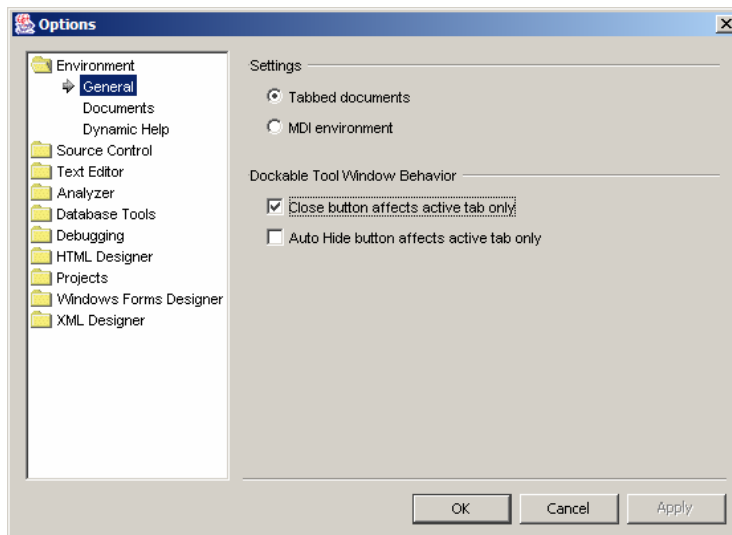 Options
Environment
General
Documents
Dynamic Help
Source Control
Text Editor
Analyzer
Database Tools
Debugging
HTML Designer
Projects
Windows Forms Designer
XML Designer
Settings
Tabbed documents
MDI environment
Dockable Tool Window Behavior
Close button affects active tab only
Auto Hide button affects active tab only
OK
Cancel
Apply